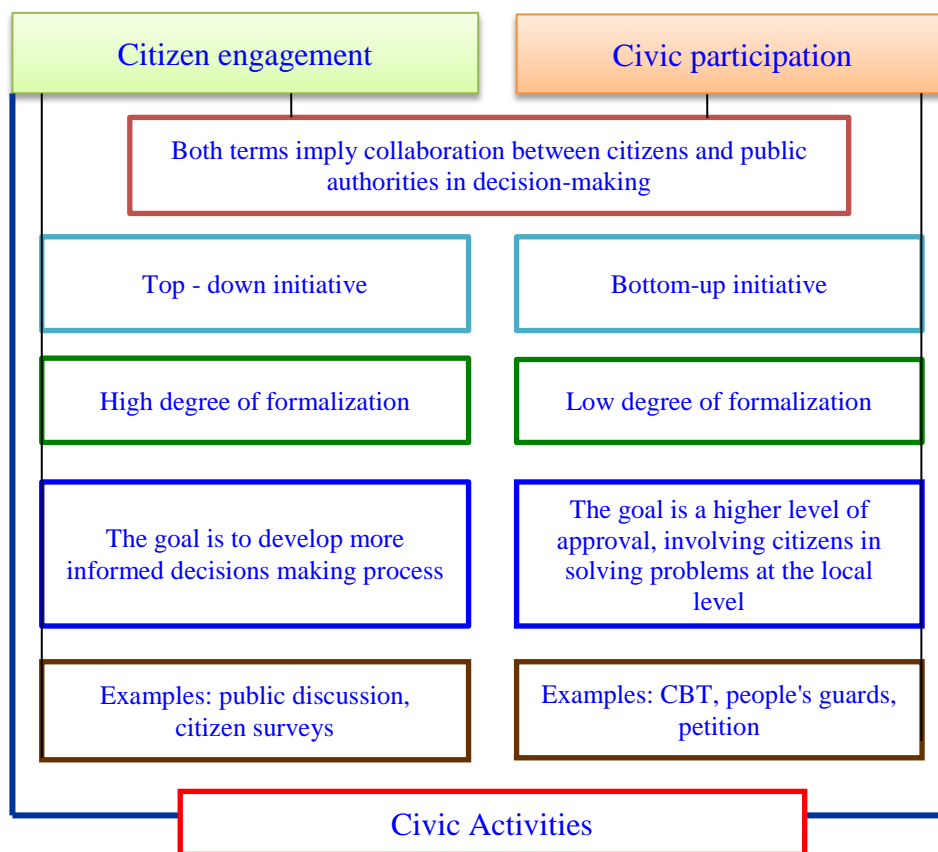 Citizen engagement
Civic participation
Both terms imply collaboration between citizens and public
authorities in decision-making
Top - down initiative
Bottom-up initiative
High degree of formalization
Low degree of formalization
The goal is to develop more
informed decisions making process
The goal is a higher level of
approval, involving citizens in
solving problems at the local
level
Examples: public discussion,
citizen surveys
Examples: CBT, people's guards,
petition
Civic Activities